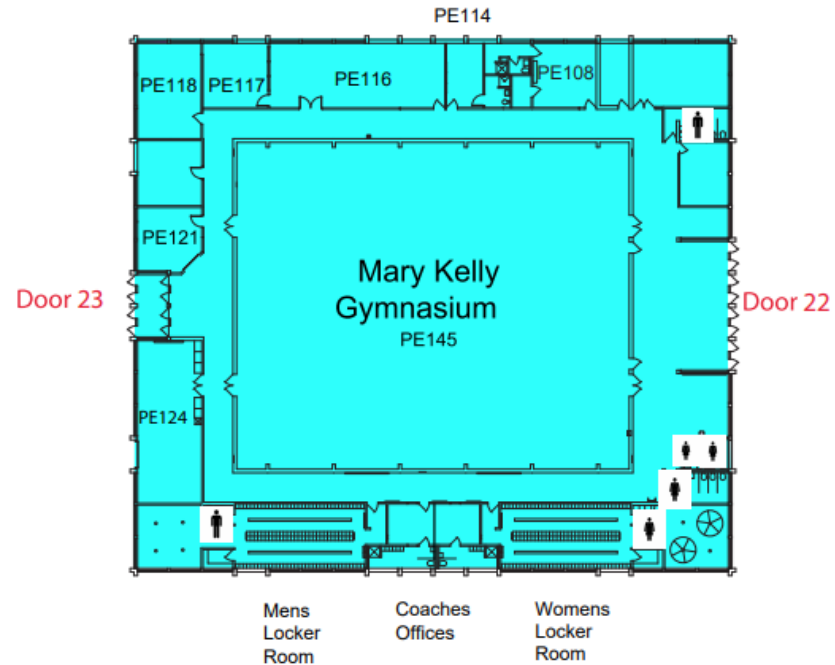 PE114
PE118
PE117
PE116
PE108
PE121
Door 23
Mary Kelly
Gymnasium
PE145
Door 22
PE124
Mens
Locker
Room
Coaches
Offices
Womens
Locker
Room